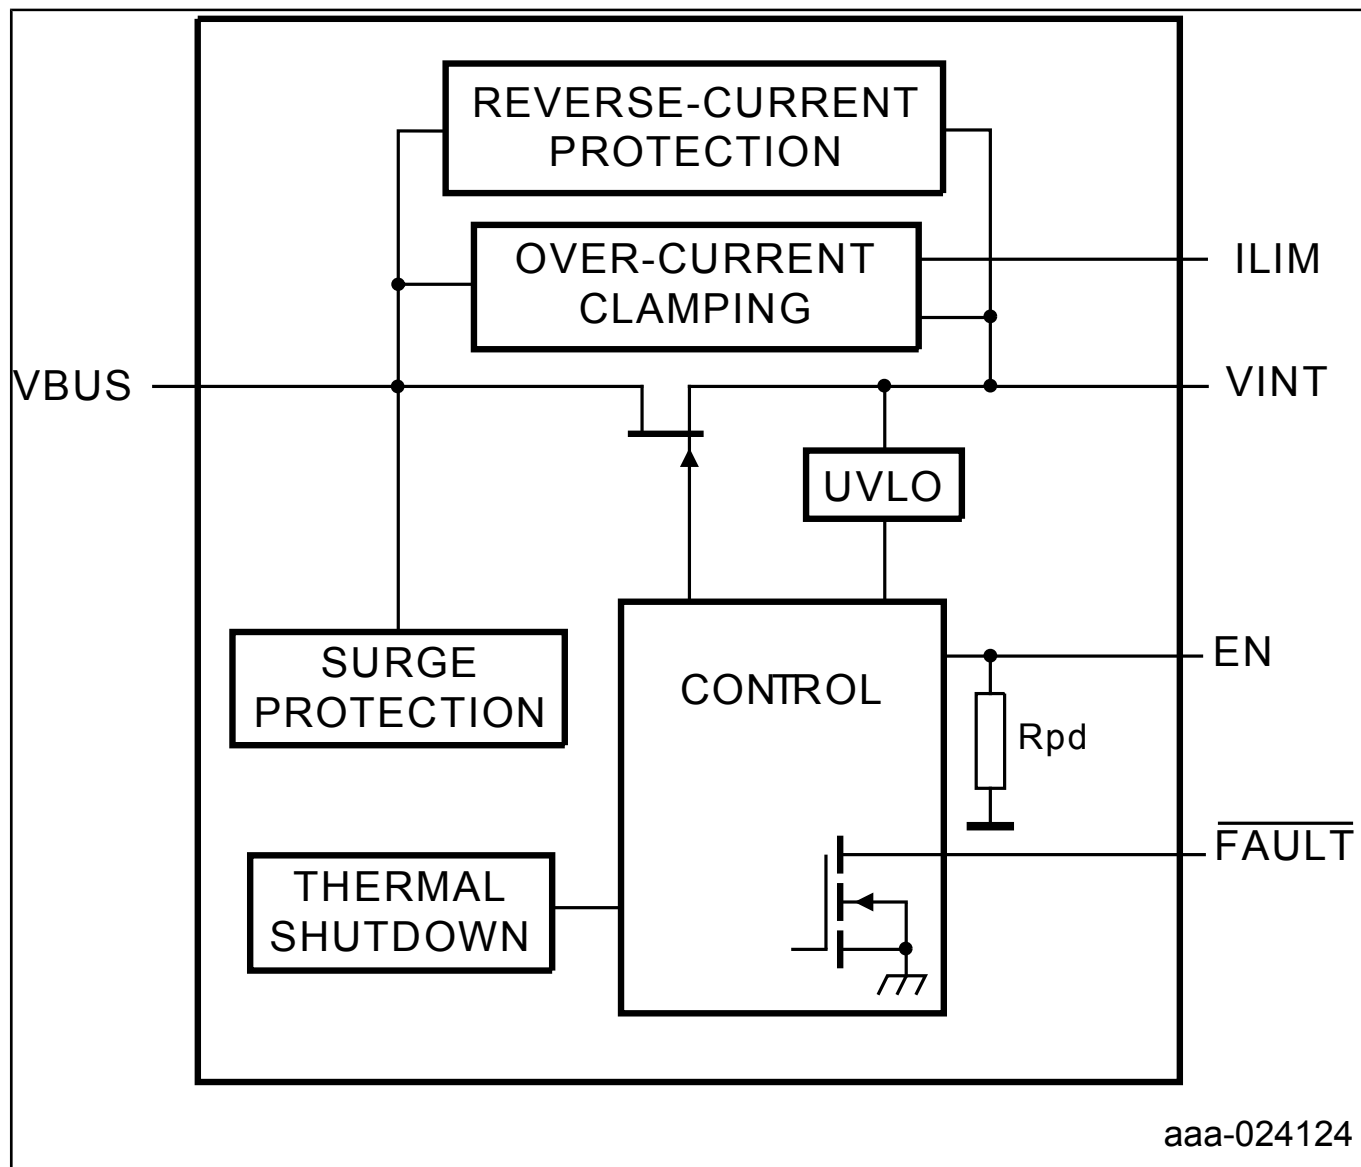 REVERSE-CURRENT
PROTECTION
OVER-CURRENT
CLAMPING
ILIM
VBUS
VINT
UVLO
SURGE
PROTECTION
CONTROL
EN
Rpd
FAULT
THERMAL
SHUTDOWN
aaa-024124